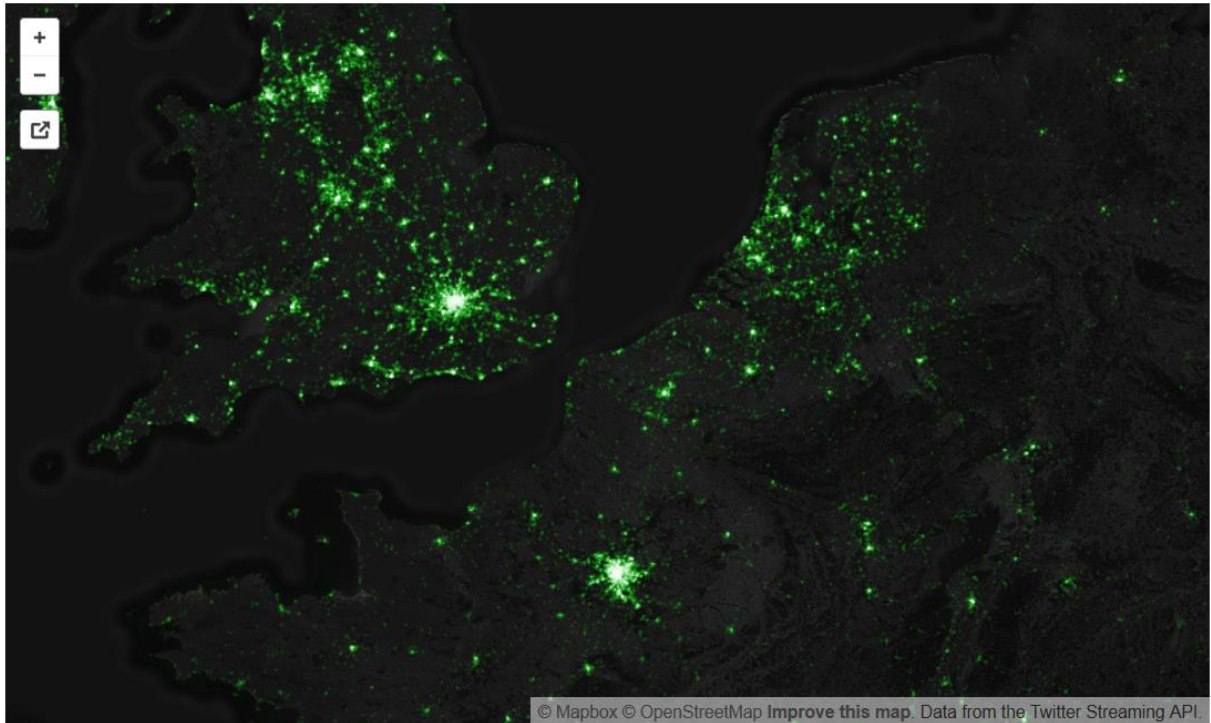 +
−
© Mapbox © OpenStreetMap Improve this map. Data from the Twitter Streaming API.